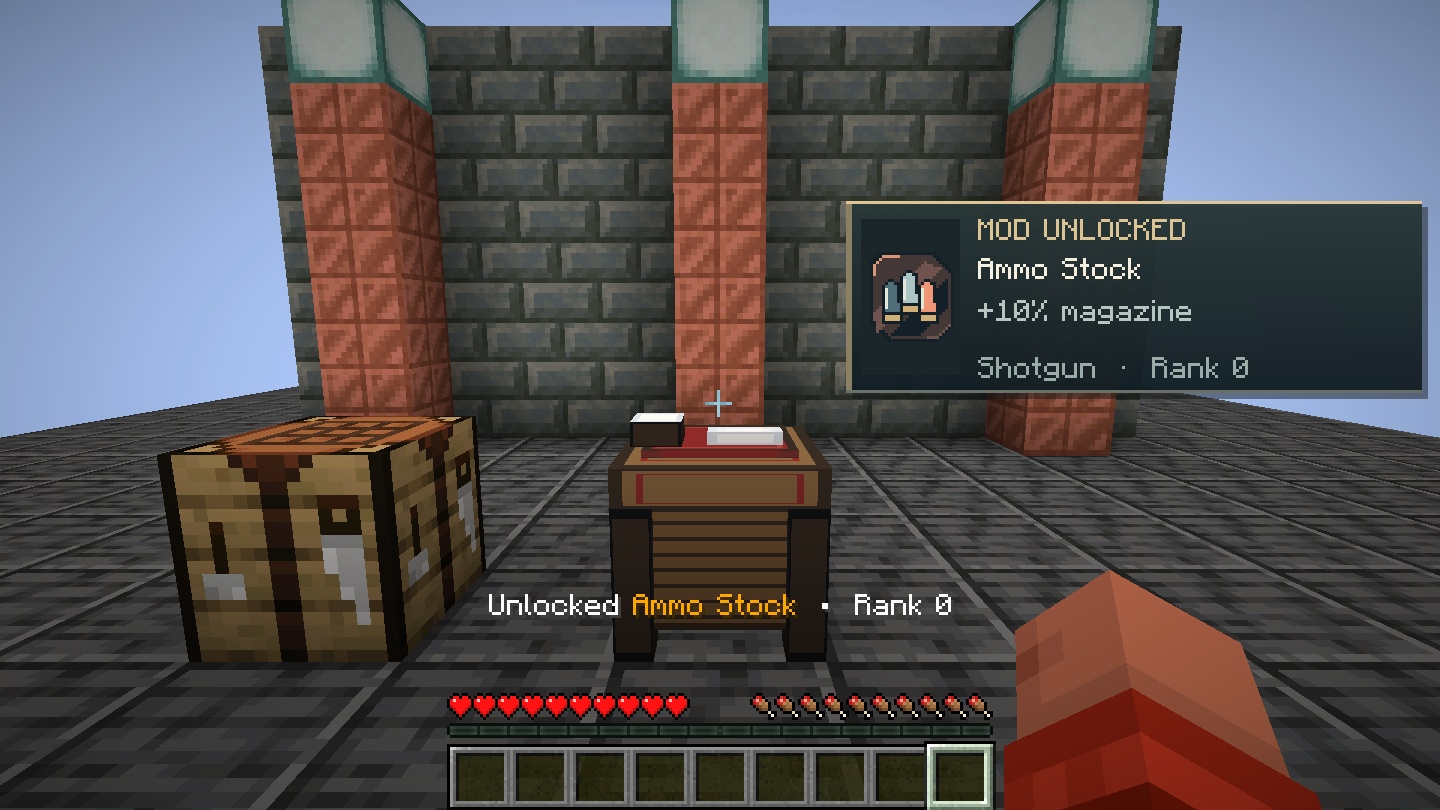 MOD UNLOCKED
Ammo Stock
+10% magazine
Shotgun · Rank 0
Unlocked Ammo Stock • Rank 0